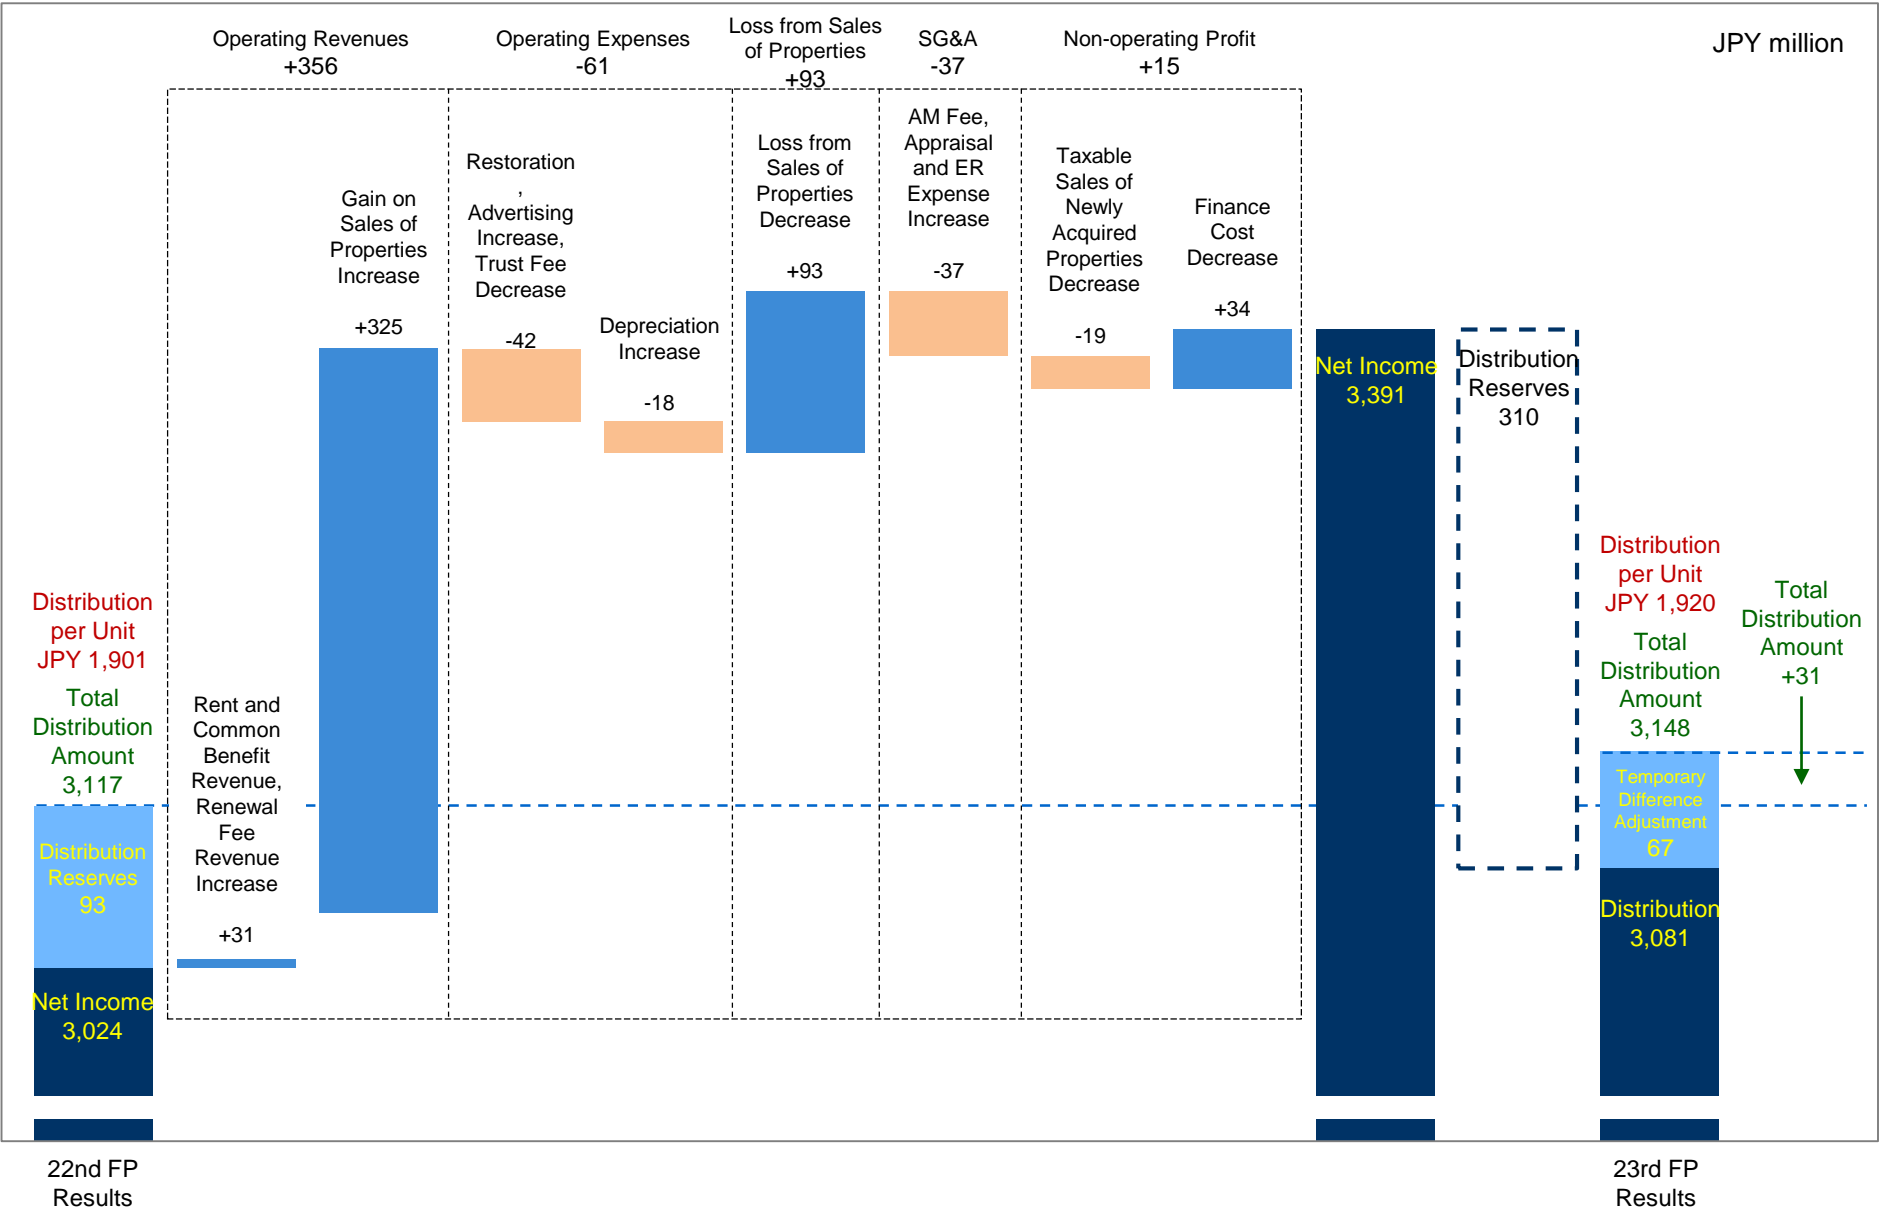 Operating Revenues
+356
Operating Expenses
-61
Loss from Sales
of Properties
+93
SG&A
-37
Non-operating Profit
+15
JPY million
Distribution
per Unit
JPY 1,901
Total
Distribution
Amount
3,117
Distribution
Reserves
93
Net Income
3,024
Rent and
Common
Benefit
Revenue,
Renewal
Fee
Revenue
Increase
+31
Gain on
Sales of
Properties
Increase
+325
Restoration
,
Advertising
Increase,
Trust Fee
Decrease
-42
Depreciation
Increase
-18
Loss from
Sales of
Properties
Decrease
+93
AM Fee,
Appraisal
and ER
Expense
Increase
-37
Taxable
Sales of
Newly
Acquired
Properties
Decrease
-19
Finance
Cost
Decrease
+34
Net Income
3,391
Distribution
Reserves
310
Distribution
per Unit
JPY 1,920
Total
Distribution
Amount
3,148
Temporary
Difference
Adjustment
67
Distribution
3,081
Total
Distribution
Amount
+31
22nd FP
Results
23rd FP
Results